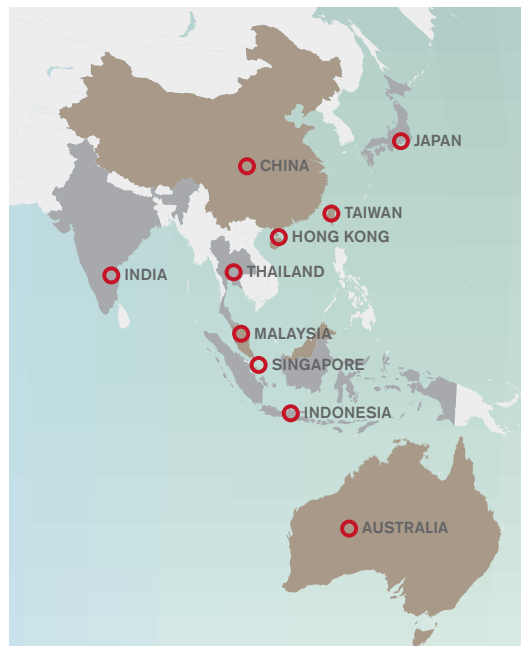 JAPAN
CHINA
TAIWAN
HONG KONG
INDIA
THAILAND
MALAYSIA
SINGAPORE
INDONESIA
AUSTRALIA